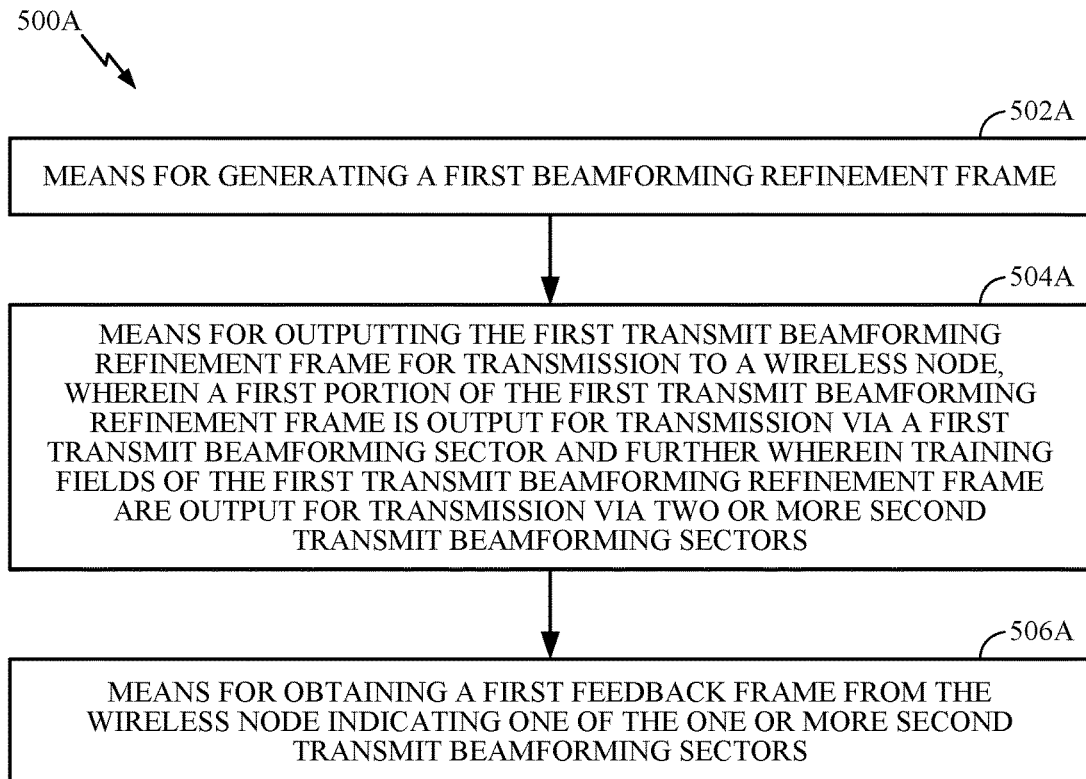 500A
502A
MEANS FOR GENERATING A FIRST BEAMFORMING REFINEMENT FRAME
504A
MEANS FOR OUTPUTTING THE FIRST TRANSMIT BEAMFORMING
REFINEMENT FRAME FOR TRANSMISSION TO A WIRELESS NODE,
WHEREIN A FIRST PORTION OF THE FIRST TRANSMIT BEAMFORMING
REFINEMENT FRAME IS OUTPUT FOR TRANSMISSION VIA A FIRST
TRANSMIT BEAMFORMING SECTOR AND FURTHER WHEREIN TRAINING
FIELDS OF THE FIRST TRANSMIT BEAMFORMING REFINEMENT FRAME
ARE OUTPUT FOR TRANSMISSION VIA TWO OR MORE SECOND
TRANSMIT BEAMFORMING SECTORS
506A
MEANS FOR OBTAINING A FIRST FEEDBACK FRAME FROM THE
WIRELESS NODE INDICATING ONE OF THE ONE OR MORE SECOND
TRANSMIT BEAMFORMING SECTORS